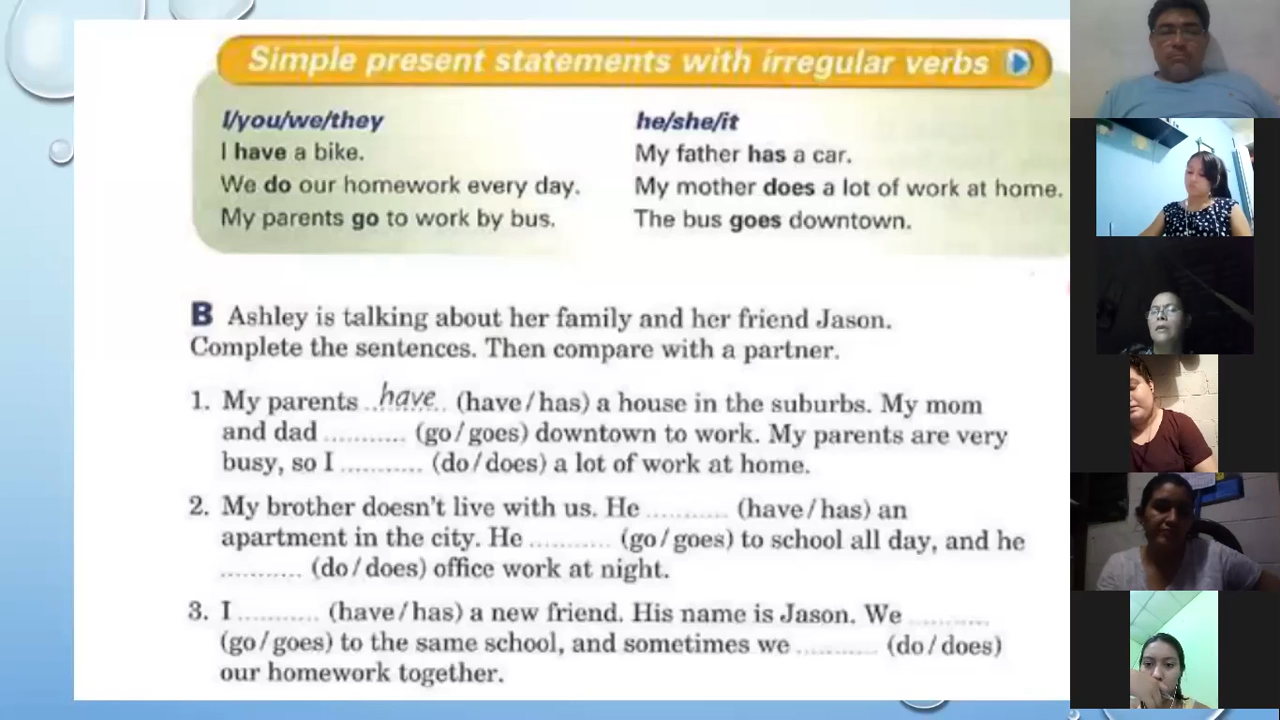 Simple present statements with irregular verbs
I/you/we/they
I have a bike.
We do our homework every day.
My parents go to work by bus.
he/she/it
My father has a car.
My mother does a lot of work at home.
The bus goes downtown.
B Ashley is talking about her family and her friend Jason.
Complete the sentences. Then compare with a partner.
1. My parents ..have.. (have/has) a house in the suburbs. My mom
and dad ........... (go/goes) downtown to work. My parents are very
busy, so I ........... (do/does) a lot of work at home.
2. My brother doesn't live with us. He ........... (have/has) an
apartment in the city. He ........... (go/goes) to school all day, and he
........... (do/does) office work at night.
3. I ........... (have/has) a new friend. His name is Jason. We ...........
(go/goes) to the same school, and sometimes we ........... (do/does)
our homework together.